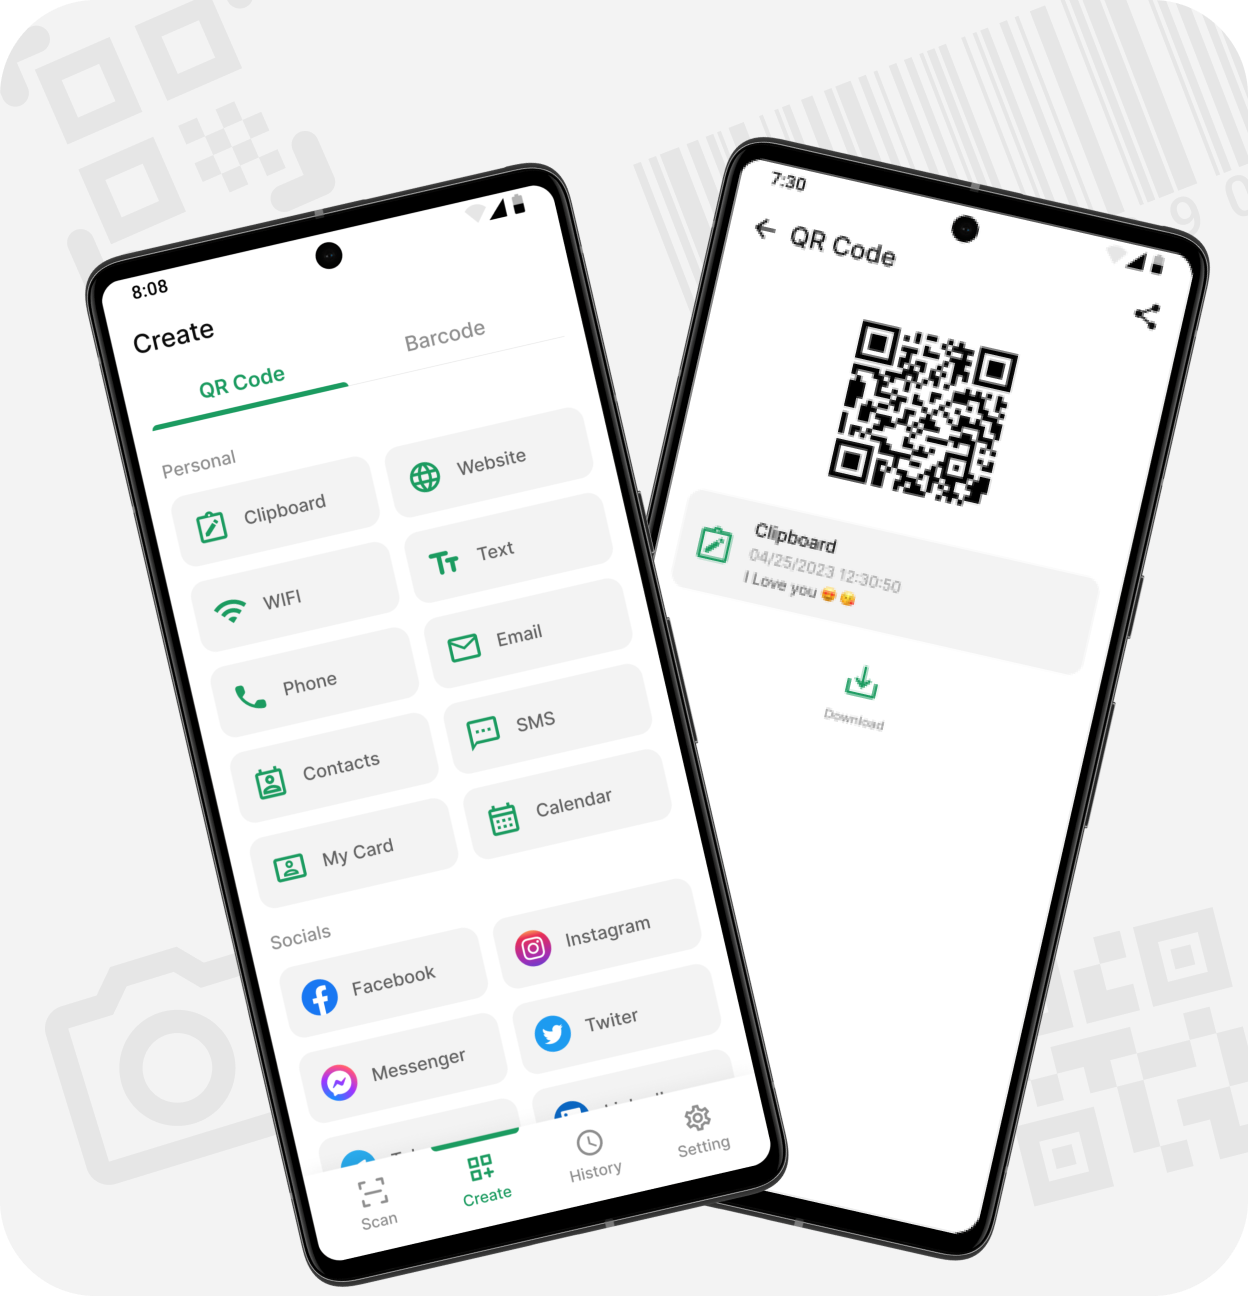 8:08
Create
QR Code
Barcode
Personal
Clipboard
Website
WIFI
Text
Phone
Email
Contacts
SMS
My Card
Calendar
Socials
Facebook
Instagram
Messenger
Twiter
Scan
Create
History
Setting
7:30
QR Code
Clipboard
04/25/2023 12:30:50
I Love you 😍😘
Download
9 0